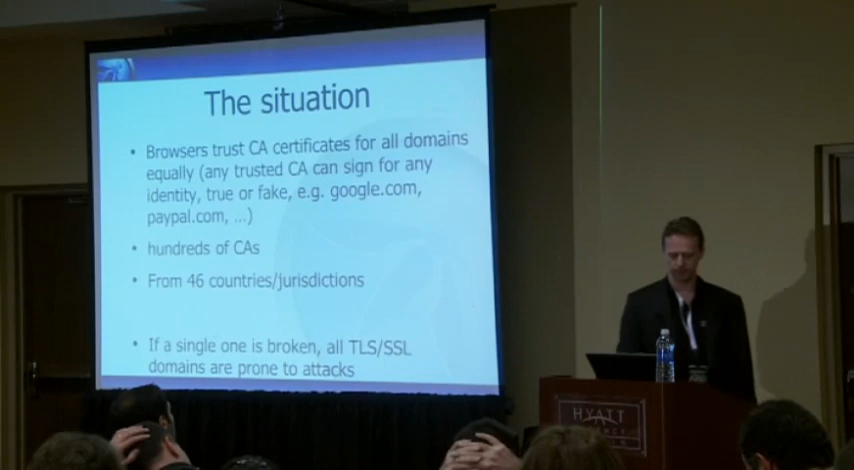 The situation
• Browsers trust CA certificates for all domains
equally (any trusted CA can sign for any
identity, true or fake, e.g. google.com,
paypal.com, ...)
• hundreds of CAs
• From 46 countries/jurisdictions
• If a single one is broken, all TLS/SSL
domains are prone to attacks
HYATT